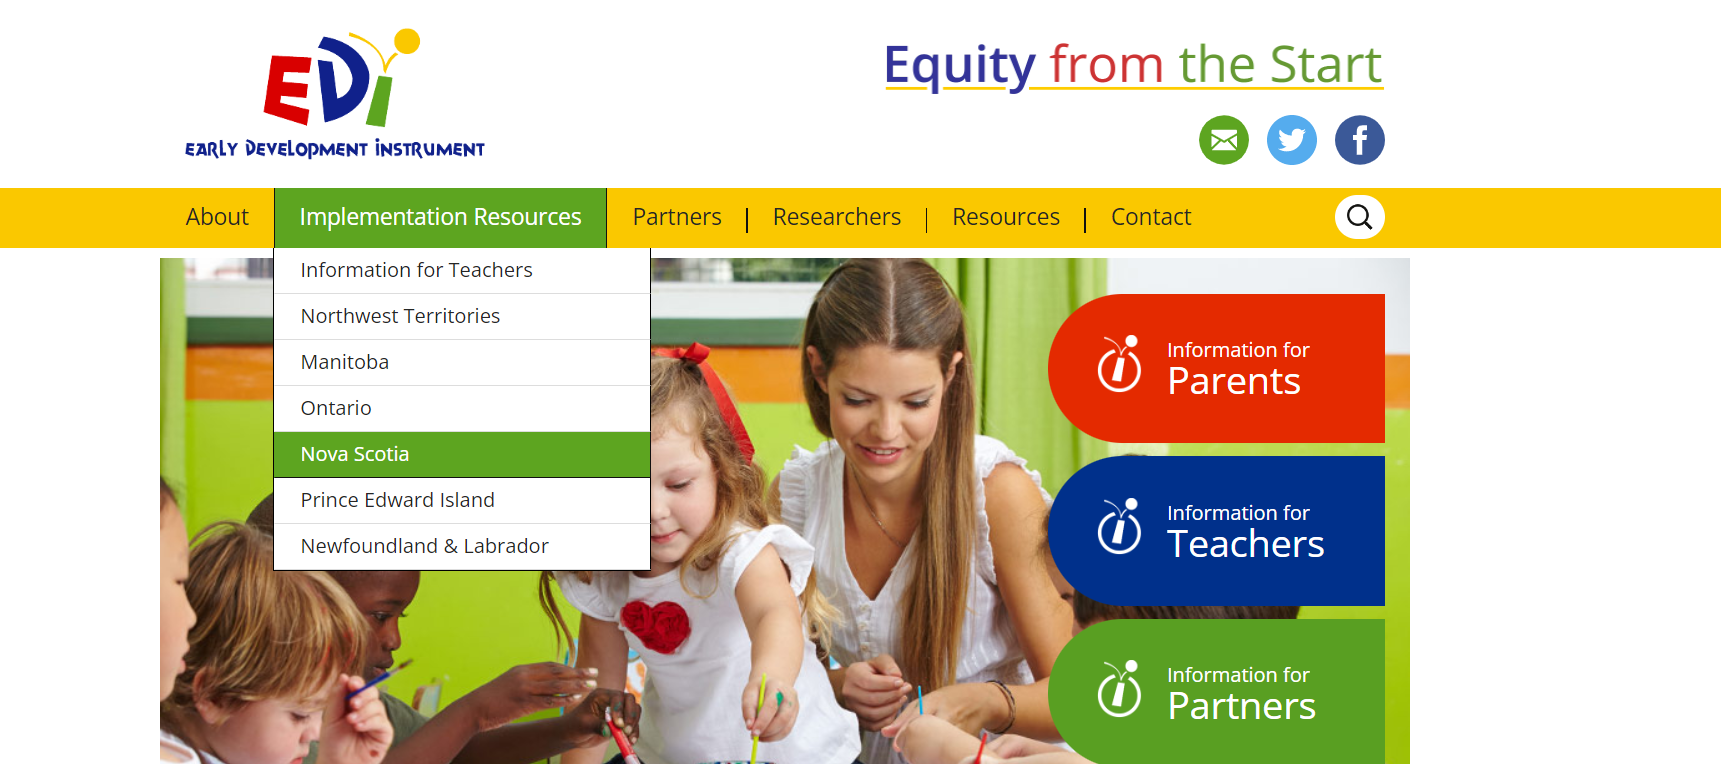 EDi
EARLY DEVELOPMENT INSTRUMENT
Equity from the Start
About
Implementation Resources
Partners
Researchers
Resources
Contact
Information for Teachers
Northwest Territories
Manitoba
Ontario
Nova Scotia
Prince Edward Island
Newfoundland & Labrador
Information for
Parents
Information for
Teachers
Information for
Partners